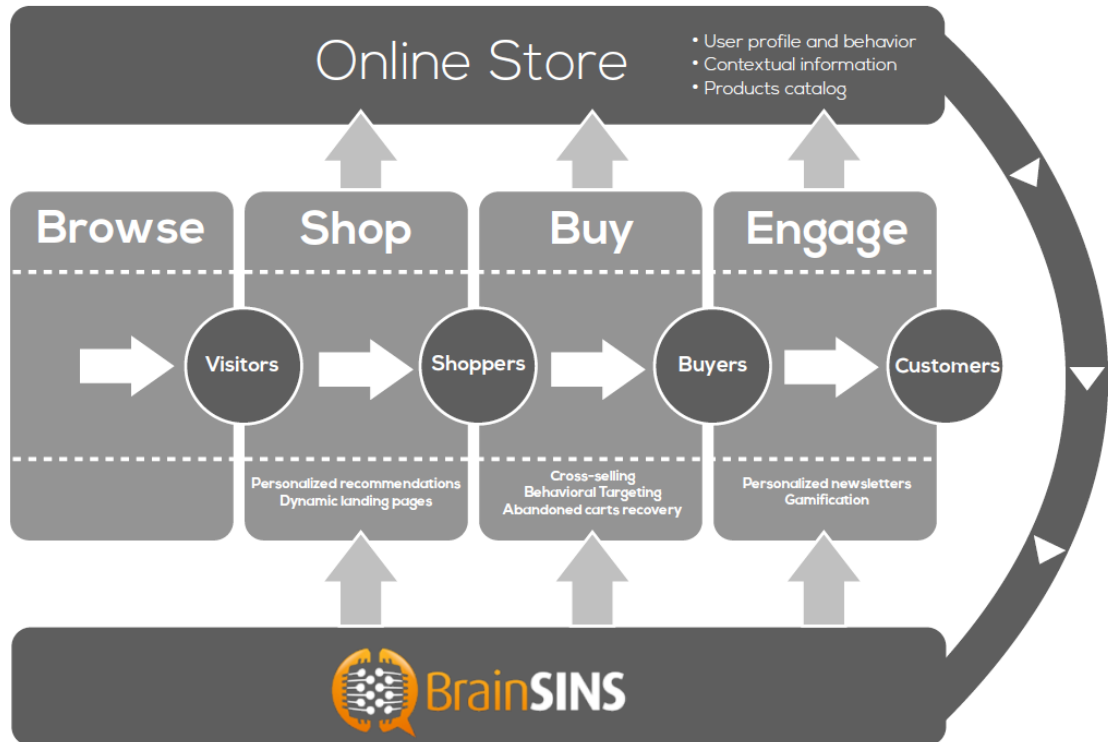 Online Store
• User profile and behavior
• Contextual information
• Products catalog
Browse
Shop
Buy
Engage
Visitors
Shoppers
Buyers
Customers
Personalized recommendations
Dynamic landing pages
Cross-selling
Behavioral Targeting
Abandoned carts recovery
Personalized newsletters
Gamification
BrainSINS